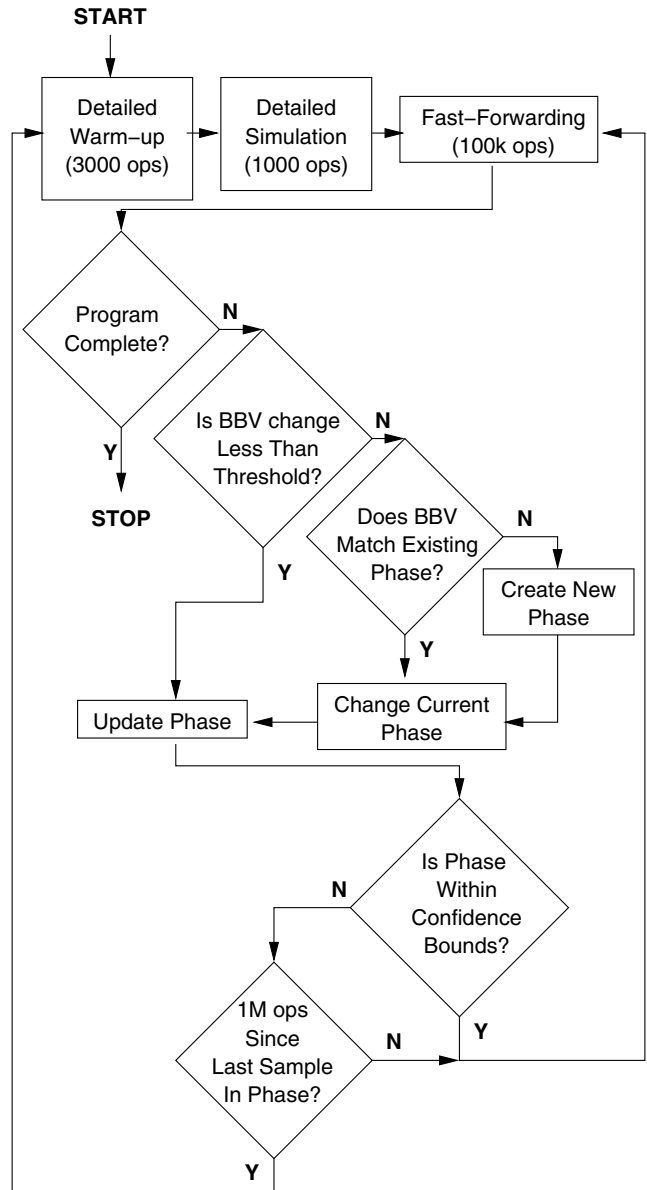 START
Detailed
Warm-up
(3000 ops)
Detailed
Simulation
(1000 ops)
Fast-Forwarding
(100k ops)
Program
Complete?
N
Y
STOP
Is BBV change
Less Than
Threshold?
N
Y
Does BBV
Match Existing
Phase?
N
Y
Create New
Phase
Change Current
Phase
Update Phase
Is Phase
Within
Confidence
Bounds?
N
Y
1M ops
Since
Last Sample
In Phase?
N
Y